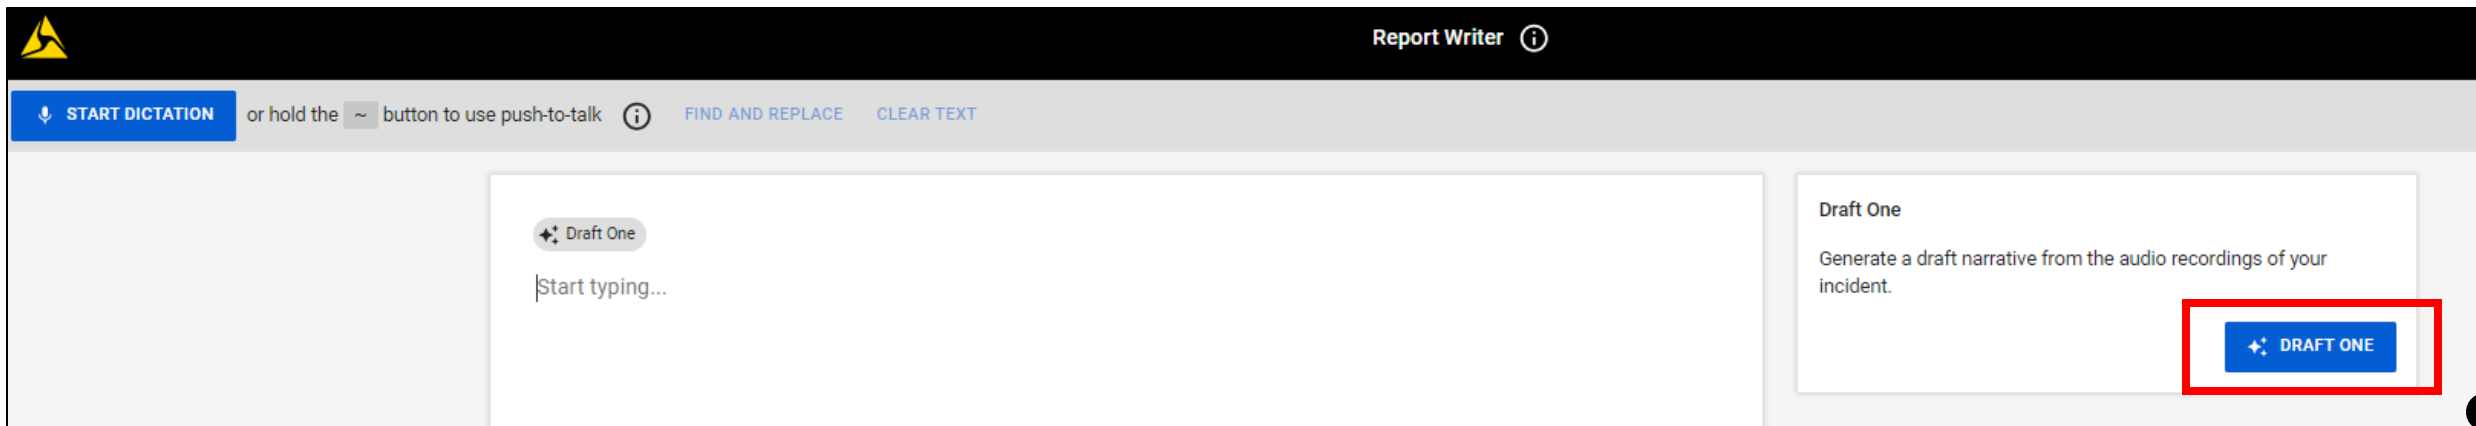 Report Writer
START DICTATION or hold the ~ button to use push-to-talk FIND AND REPLACE CLEAR TEXT
Draft One
Start typing...
Draft One
Generate a draft narrative from the audio recordings of your
incident.
DRAFT ONE